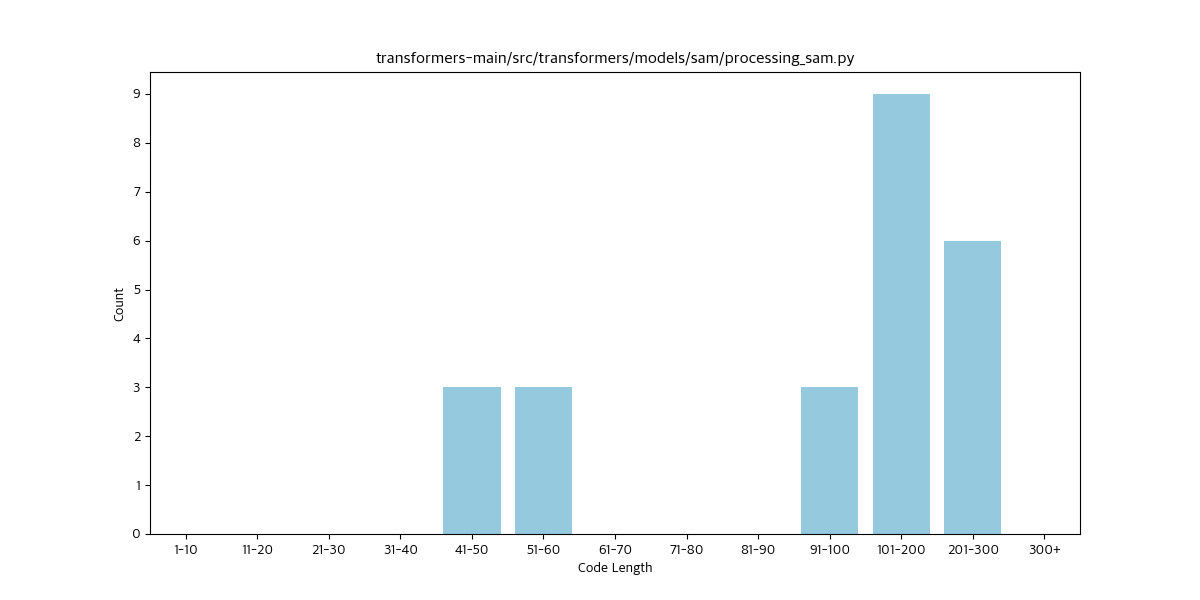 transformers-main/src/transformers/models/sam/processing_sam.py
9
8
7
6
5
4
3
2
1
0
Count
1-10 11-20 21-30 31-40 41-50 51-60 61-70 71-80 81-90 91-100 101-200 201-300 300+
Code Length